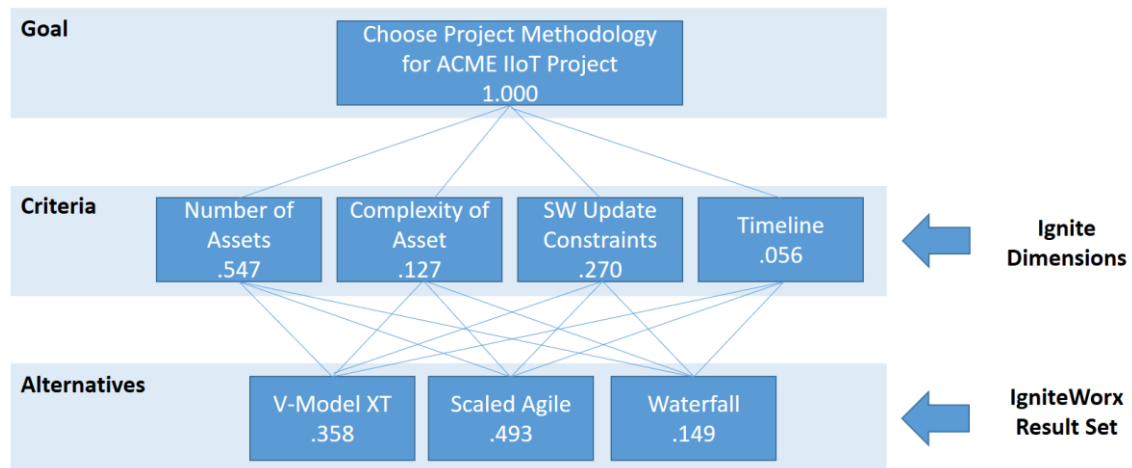 Goal
Choose Project Methodology
for ACME IIoT Project
1.000
Criteria
Number of
Assets
.547
Complexity of
Asset
.127
SW Update
Constraints
.270
Timeline
.056
Ignite
Dimensions
Alternatives
V-Model XT
.358
Scaled Agile
.493
Waterfall
.149
IgniteWorx
Result Set